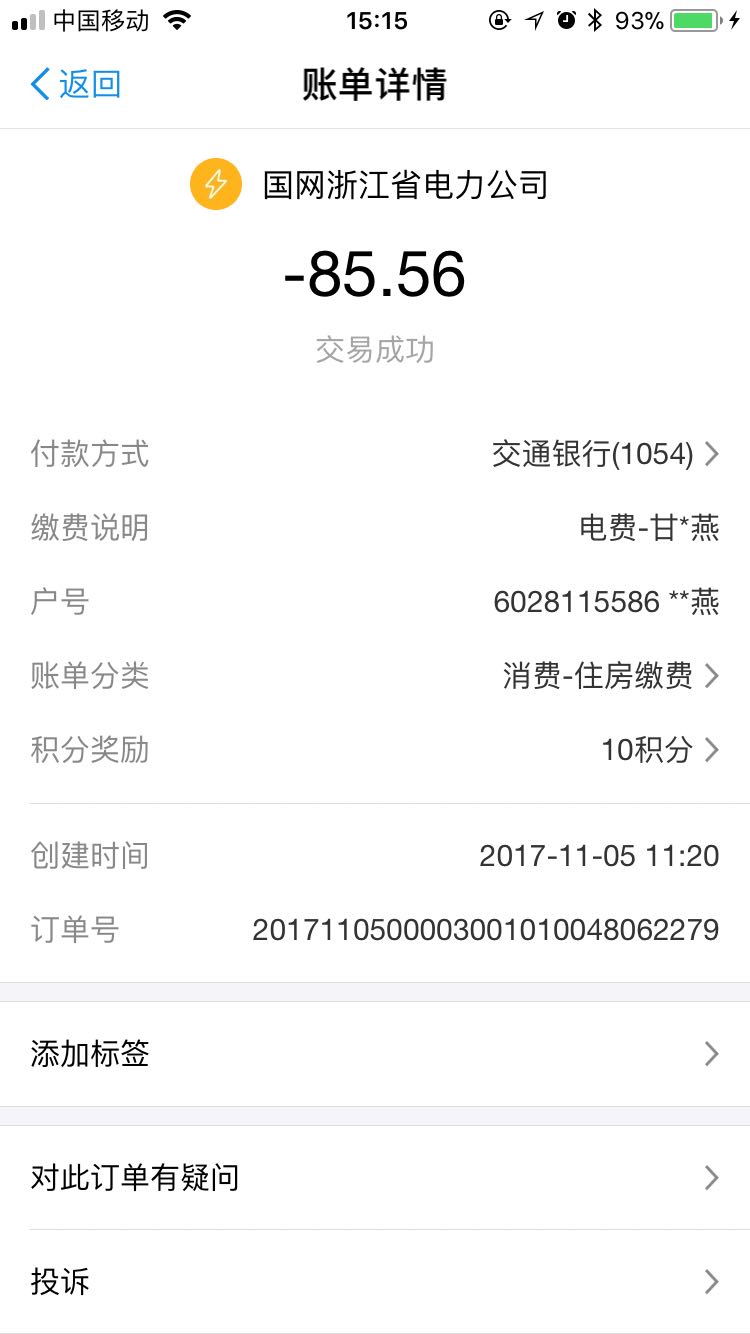 中国移动 15:15 93%
返回 账单详情
国网浙江省电力公司
-85.56
交易成功
付款方式 交通银行(1054)
缴费说明 电费-甘*燕
户号 6028115586 **燕
账单分类 消费-住房缴费
积分奖励 10积分
创建时间 2017-11-05 11:20
订单号 2017110500003001010048062279
添加标签
对此订单有疑问
投诉